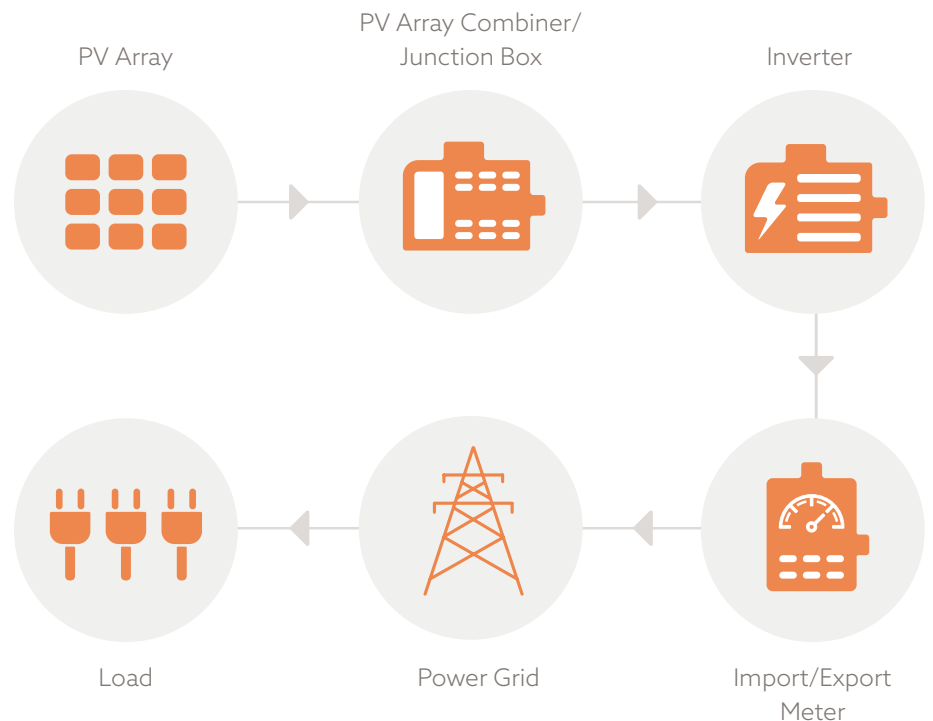 PV Array
PV Array Combiner/
Junction Box
Inverter
Load
Power Grid
Import/Export
Meter